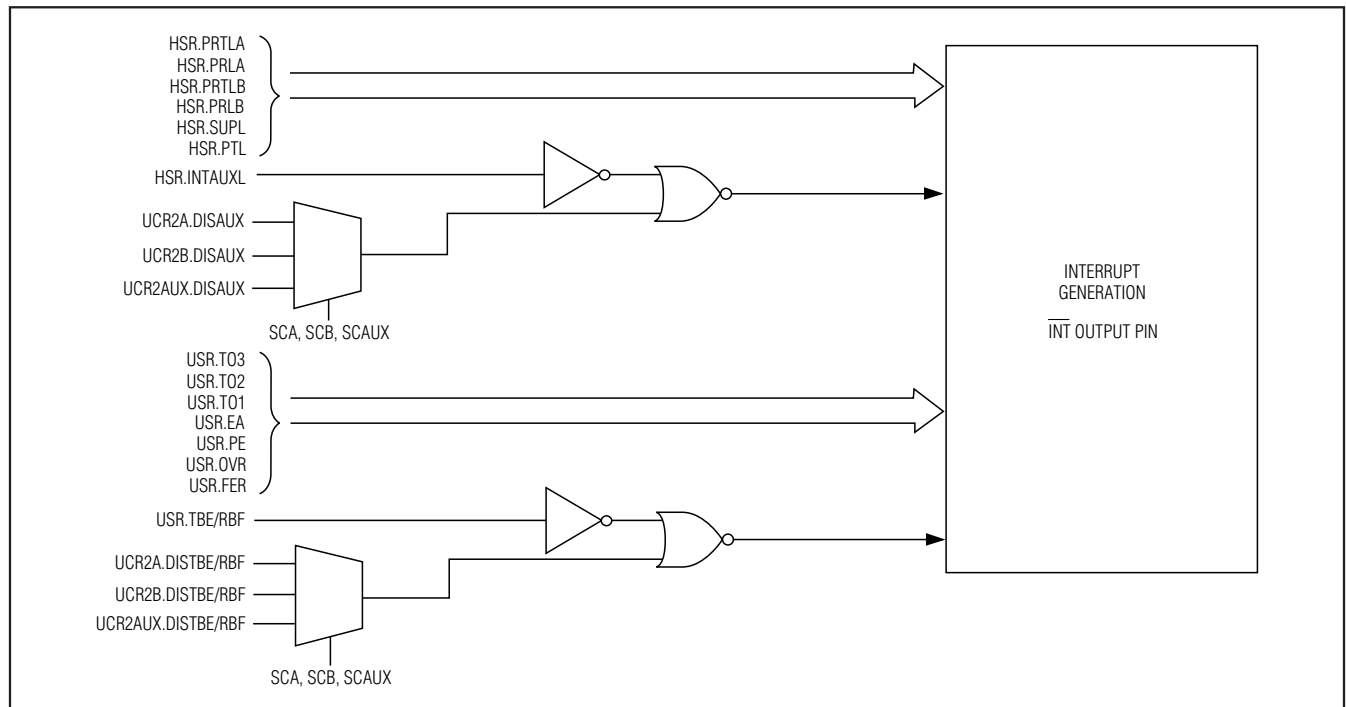 HSR.PRTLA
HSR.PRLA
HSR.PRTLB
HSR.PRLB
HSR.SUPL
HSR.PTL
HSR.INTAUXL
UCR2A.DISAUX
UCR2B.DISAUX
UCR2AUX.DISAUX
SCA, SCB, SCAUX
USR.TO3
USR.TO2
USR.TO1
USR.EA
USR.PE
USR.OVR
USR.FER
USR.TBE/RBF
UCR2A.DISTBE/RBF
UCR2B.DISTBE/RBF
UCR2AUX.DISTBE/RBF
SCA, SCB, SCAUX
INTERRUPT
GENERATION
INT OUTPUT PIN